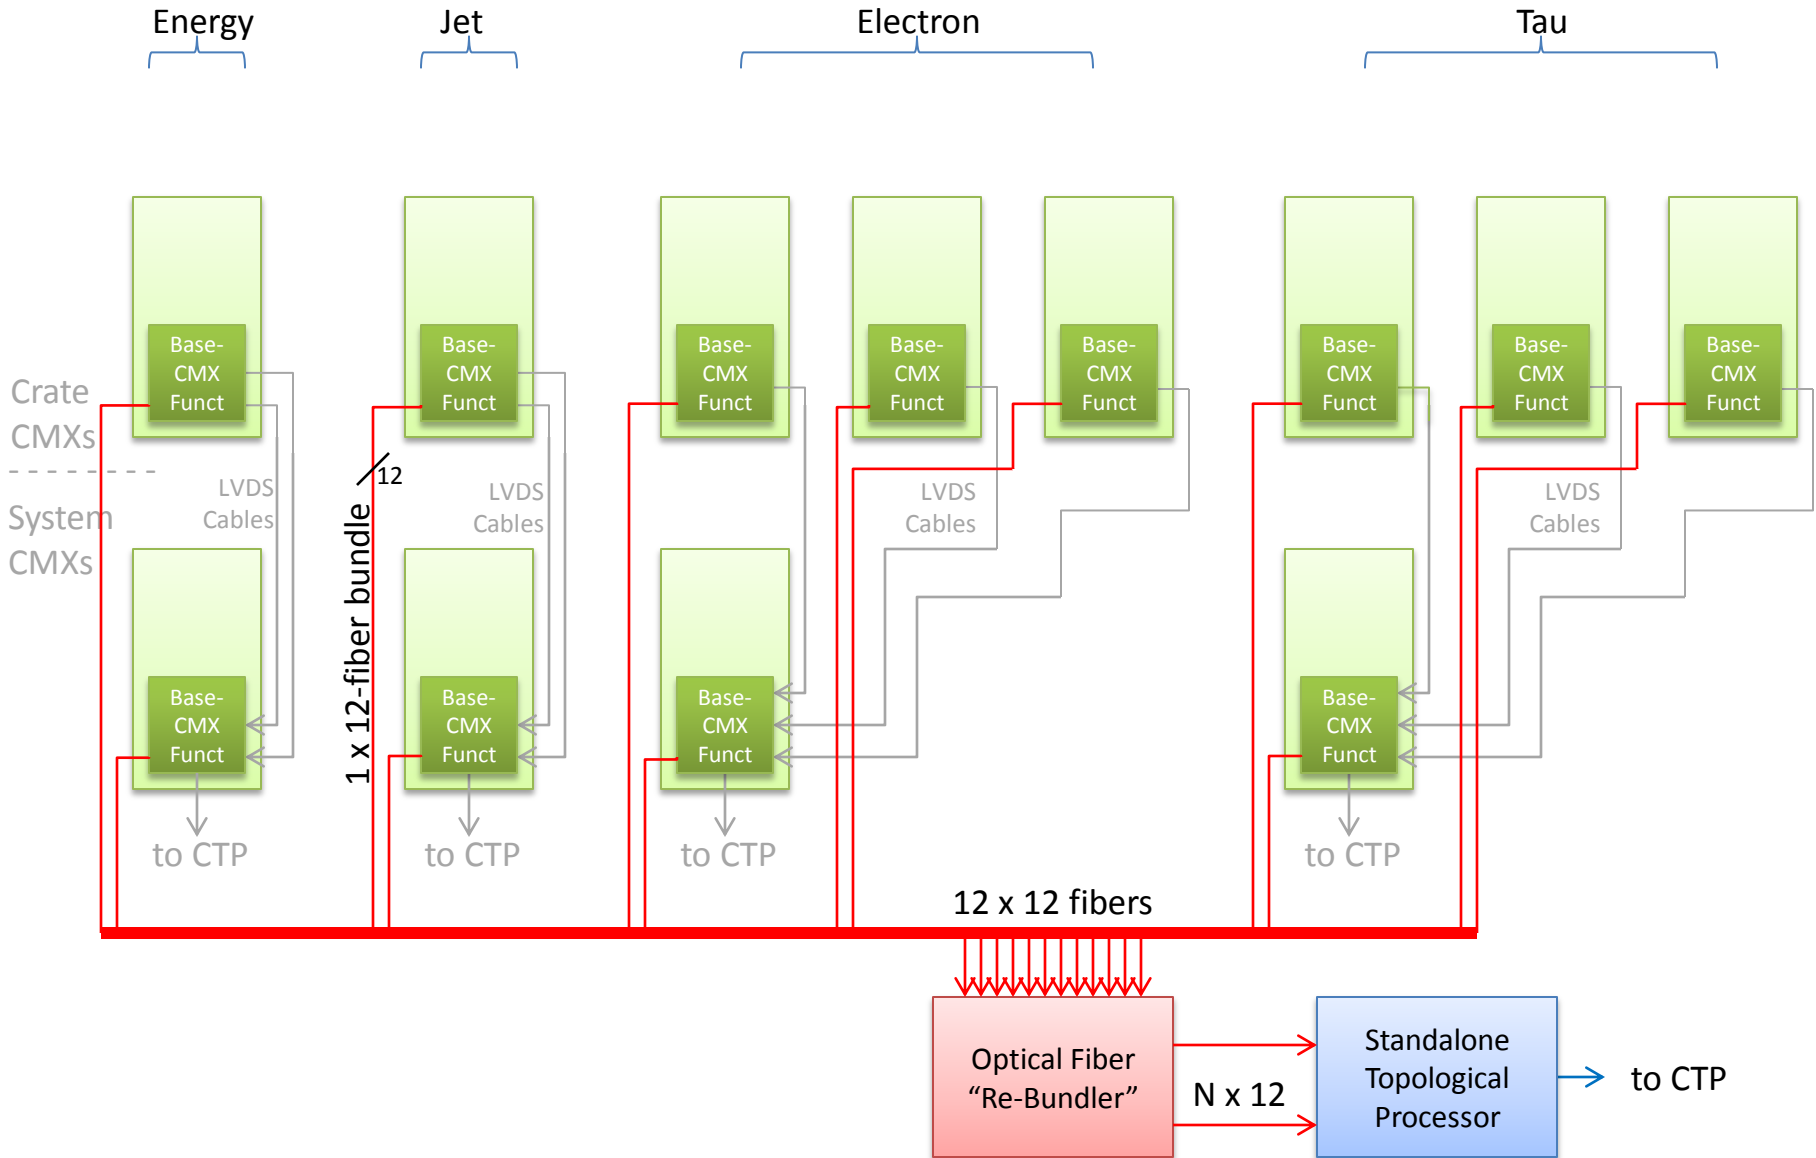 Energy
Jet
Electron
Tau
Base-
CMX
Funct
Base-
CMX
Funct
Base-
CMX
Funct
Base-
CMX
Funct
Base-
CMX
Funct
Base-
CMX
Funct
Base-
CMX
Funct
Base-
CMX
Funct
Crate
CMXs
System
CMXs
12
1 x 12-fiber bundle
LVDS
Cables
LVDS
Cables
LVDS
Cables
LVDS
Cables
Base-
CMX
Funct
Base-
CMX
Funct
Base-
CMX
Funct
Base-
CMX
Funct
to CTP
to CTP
to CTP
to CTP
12 x 12 fibers
Optical Fiber
“Re-Bundler”
N x 12
Standalone
Topological
Processor
to CTP